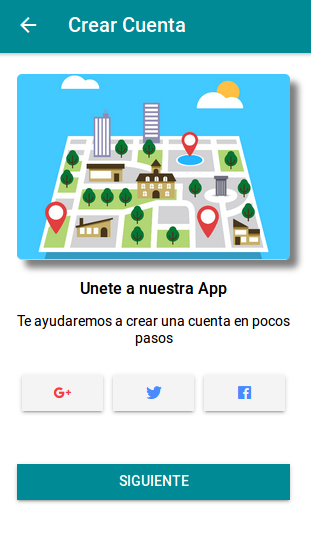 Crear Cuenta
Unete a nuestra App
Te ayudaremos a crear una cuenta en pocos
pasos
G+
SIGUIENTE